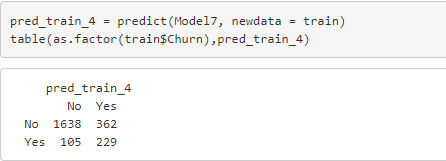 pred_train_4 = predict(Model7, newdata = train)
table(as.factor(train$Churn),pred_train_4)
pred_train_4
No Yes
No 1638 362
Yes 105 229